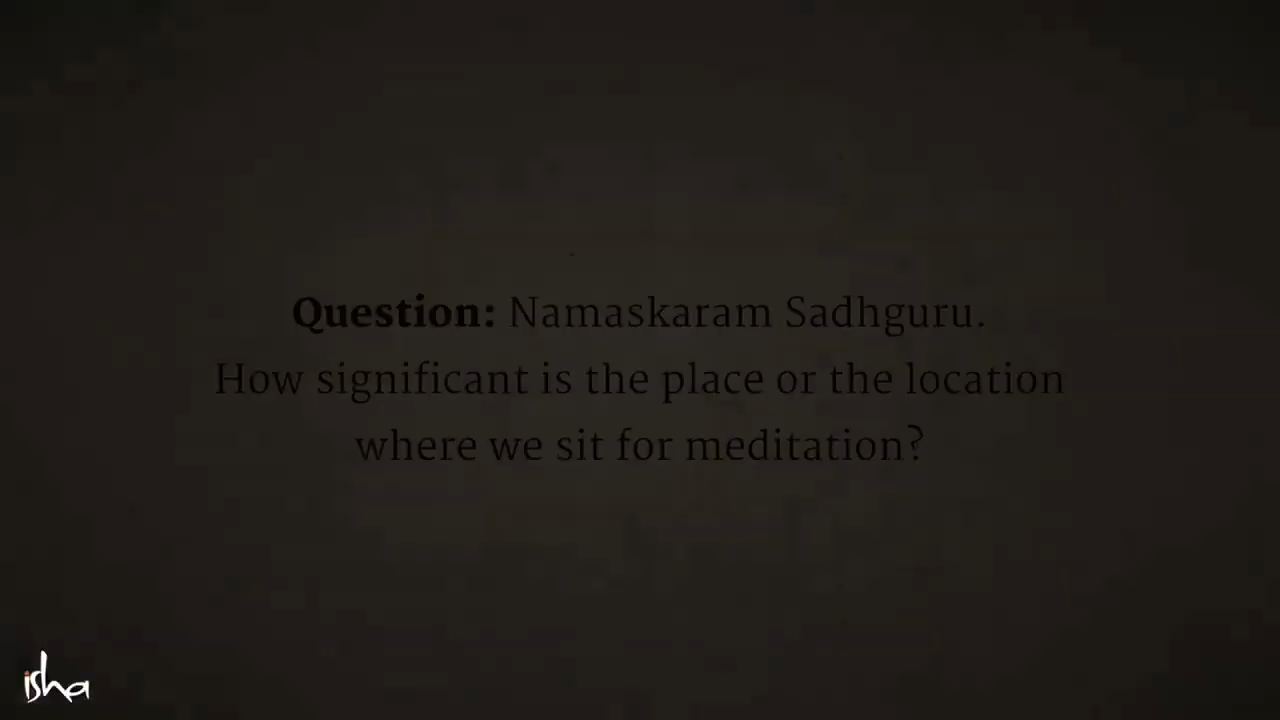 Question: Namaskaram Sadhguru.
How significant is the place or the location
where we sit for meditation?
isha